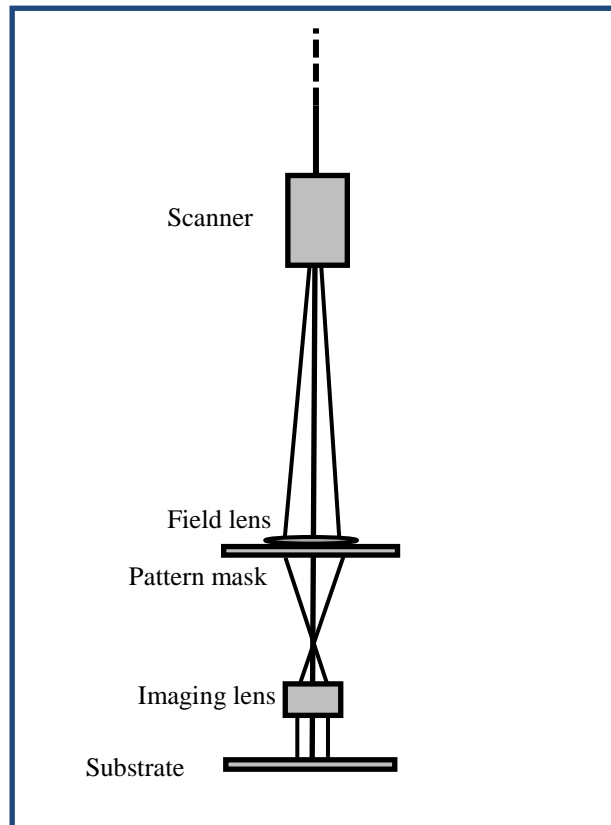 Scanner
Field lens
Pattern mask
Imaging lens
Substrate